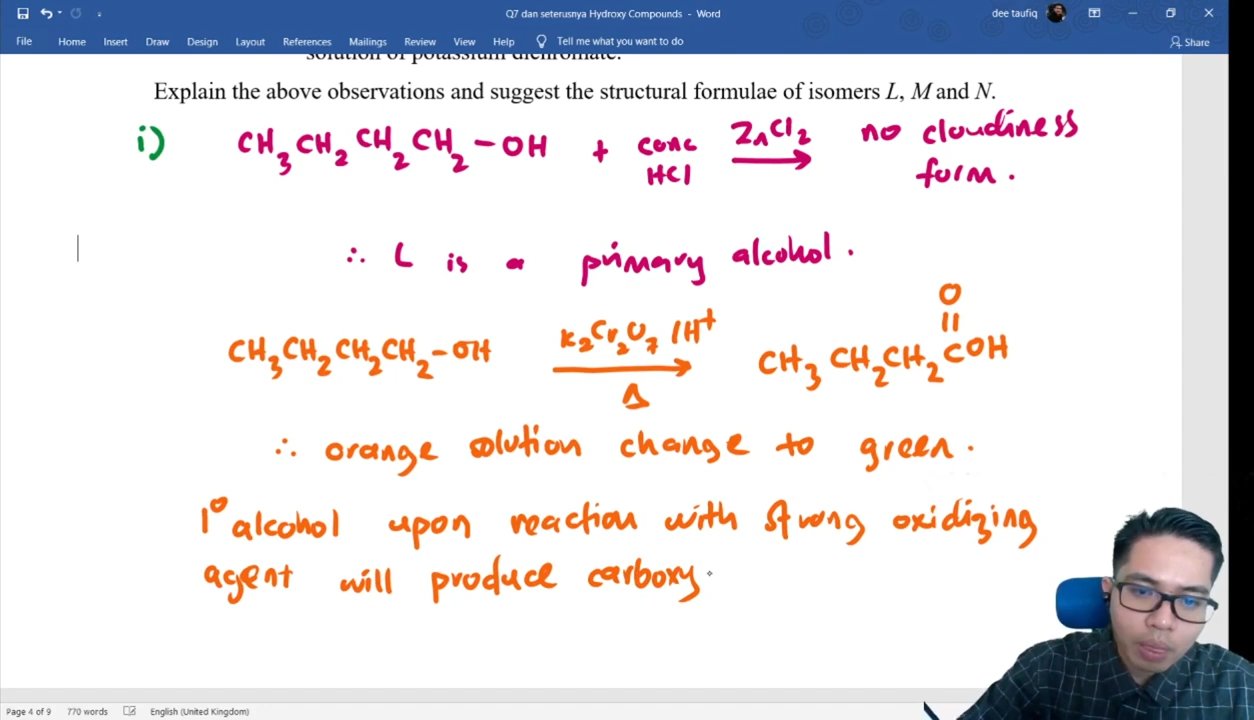 Q7 dan seterusnya Hydroxy Compounds - Word
dee taufiq
File Home Insert Draw Design Layout References Mailings Review View Help Tell me what you want to do Share
solution of potassium dichromate.
Explain the above observations and suggest the structural formulae of isomers L, M and N.
i) CH3CH2CH2CH2-OH + conc HCl ZnCl2 → no cloudiness form.
∴ L is a primary alcohol.
CH3CH2CH2CH2-OH K2Cr2O7/H+ → Δ CH3CH2CH2COH
O
||
∴ orange solution change to green.
1° alcohol upon reaction with strong oxidizing
agent will produce carboxy
Page 4 of 9 770 words English (United Kingdom)